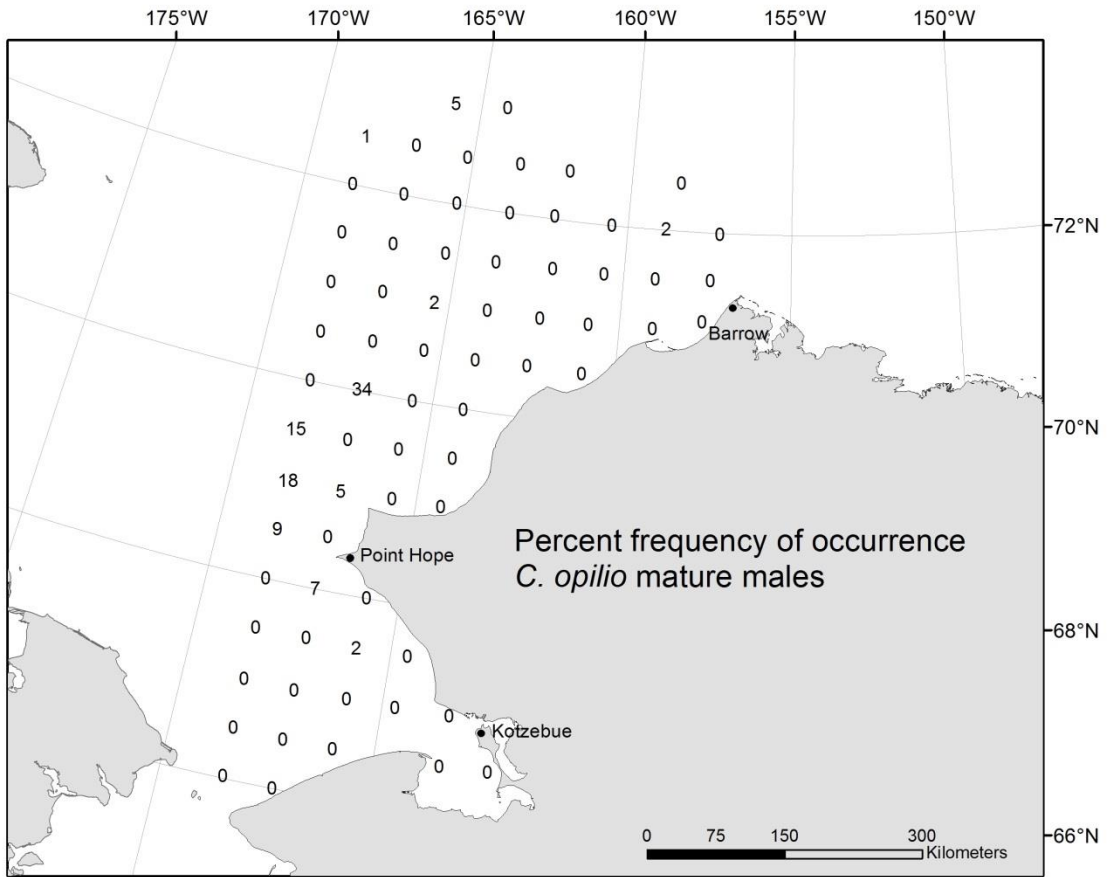 175°W 170°W 165°W 160°W 155°W 150°W
5 0
1 0 0 0 0 0
0 0 0 0 0 0 2 0
72°N
0 0 0 0 0 0 0 0
0 0 2 0 0 0 0 0
Barrow
0 0 0 0 0 0
0 34 0 0
70°N
15 0 0 0
18 5 0 0
9 0
Percent frequency of occurrence
Point Hope
C. opilio mature males
0 7 0
68°N
0 0 2 0
0 0 0 0 0
Kotzebue
0 0 0 0 0
0 0
0 75 150 300
Kilometers
66°N